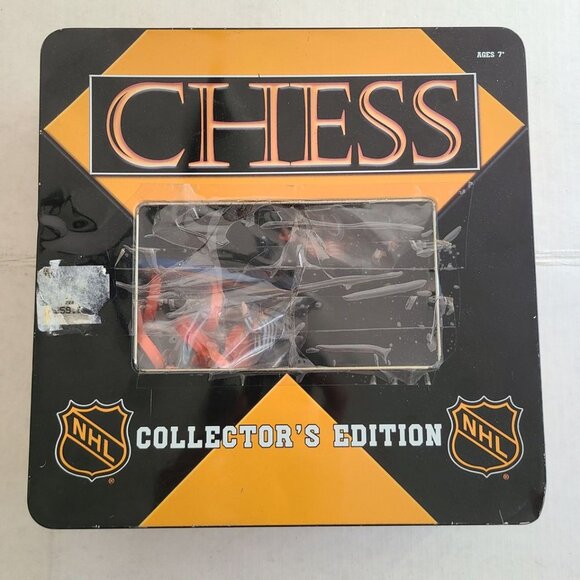 AGES 7+
CHESS
NHL
COLLECTOR'S EDITION
NHL